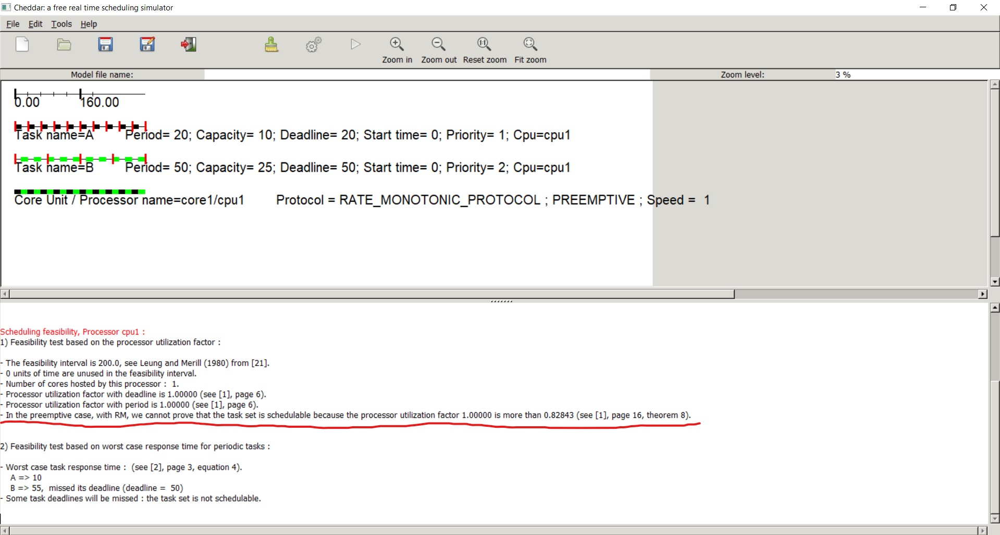 Cheddar: a free real time scheduling simulator
File Edit Tools Help
Zoom in Zoom out Reset zoom Fit zoom
Model file name: Zoom level: 3 %
0.00 160.00
Task name=A Period= 20; Capacity= 10; Deadline= 20; Start time= 0; Priority= 1; Cpu=cpu1
Task name=B Period= 50; Capacity= 25; Deadline= 50; Start time= 0; Priority= 2; Cpu=cpu1
Core Unit / Processor name=core1/cpu1 Protocol = RATE_MONOTONIC_PROTOCOL ; PREEMPTIVE ; Speed = 1
Scheduling feasibility, Processor cpu1 :
1) Feasibility test based on the processor utilization factor :
- The feasibility interval is 200.0, see Leung and Merill (1980) from [21].
- 0 units of time are unused in the feasibility interval.
- Number of cores hosted by this processor : 1.
- Processor utilization factor with deadline is 1.00000 (see [1], page 6).
- Processor utilization factor with period is 1.00000 (see [1], page 6).
- In the preemptive case, with RM, we cannot prove that the task set is schedulable because the processor utilization factor 1.00000 is more than 0.82843 (see [1], page 16, theorem 8).
2) Feasibility test based on worst case response time for periodic tasks :
- Worst case task response time : (see [2], page 3, equation 4).
A => 10
B => 55, missed its deadline (deadline = 50)
- Some task deadlines will be missed : the task set is not schedulable.